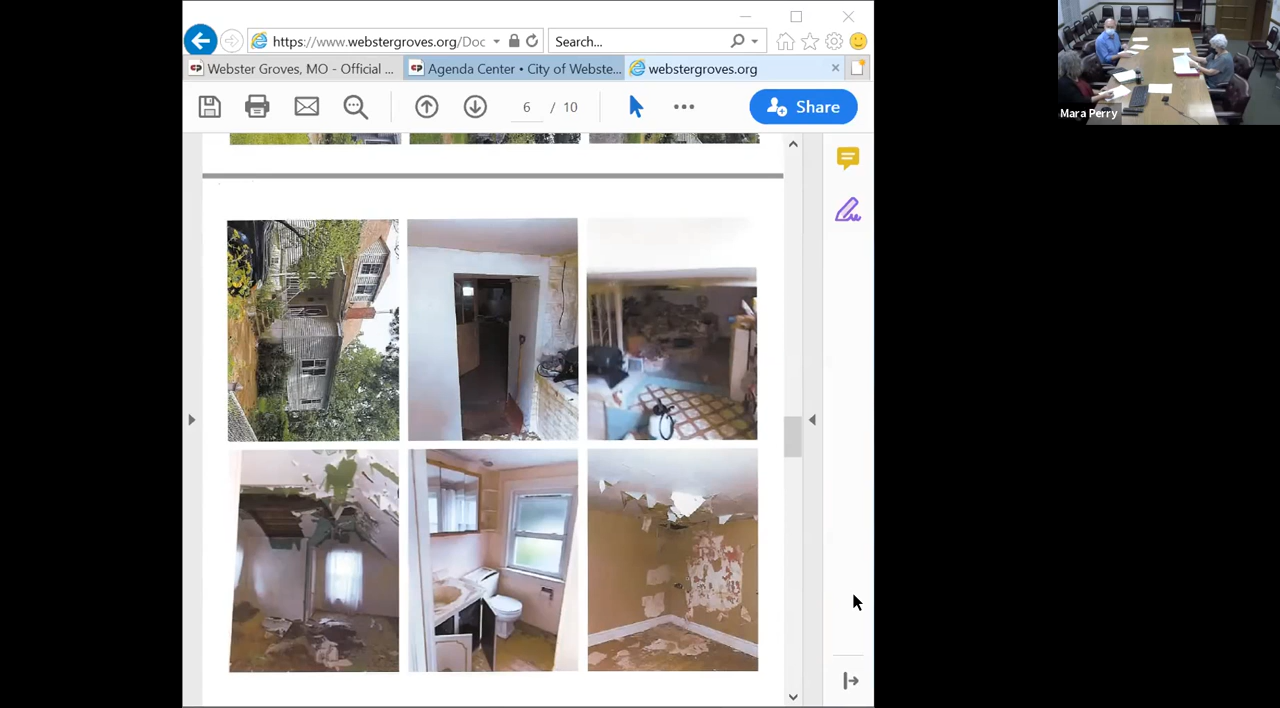 https://www.webstergroves.org/Doc
Search...
Webster Groves, MO - Official ...
Agenda Center • City of Webste...
webstergroves.org
6 / 10
Share
Mara Perry